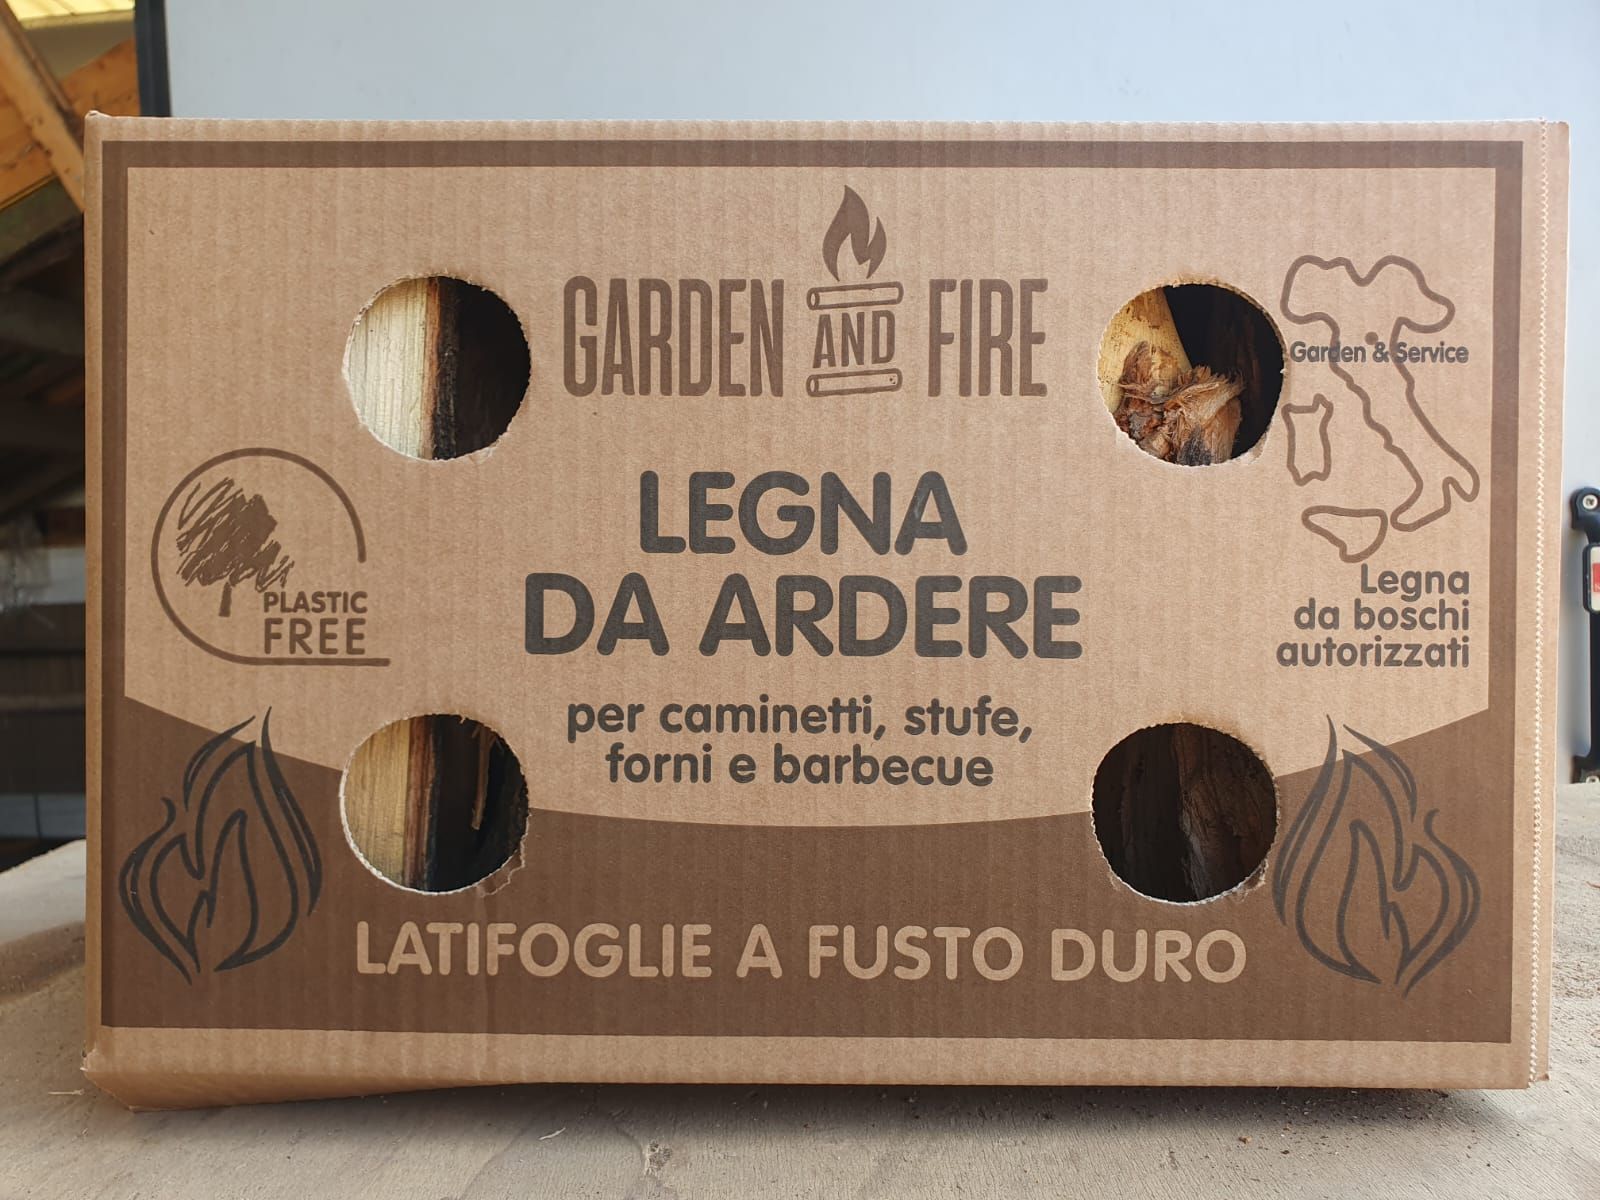 GARDEN AND FIRE
Garden & Service
LEGNA
DA ARDERE
PLASTIC
FREE
Legna
da boschi
autorizzati
per caminetti, stufe,
forni e barbecue
LATIFOGLIE A FUSTO DURO